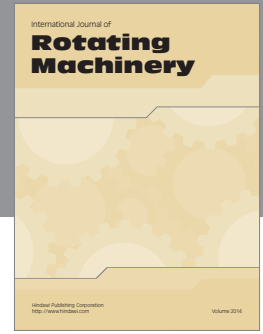 International Journal of
Rotating
Machinery
Hindawi Publishing Corporation
http://www.hindawi.com
Volume 2014